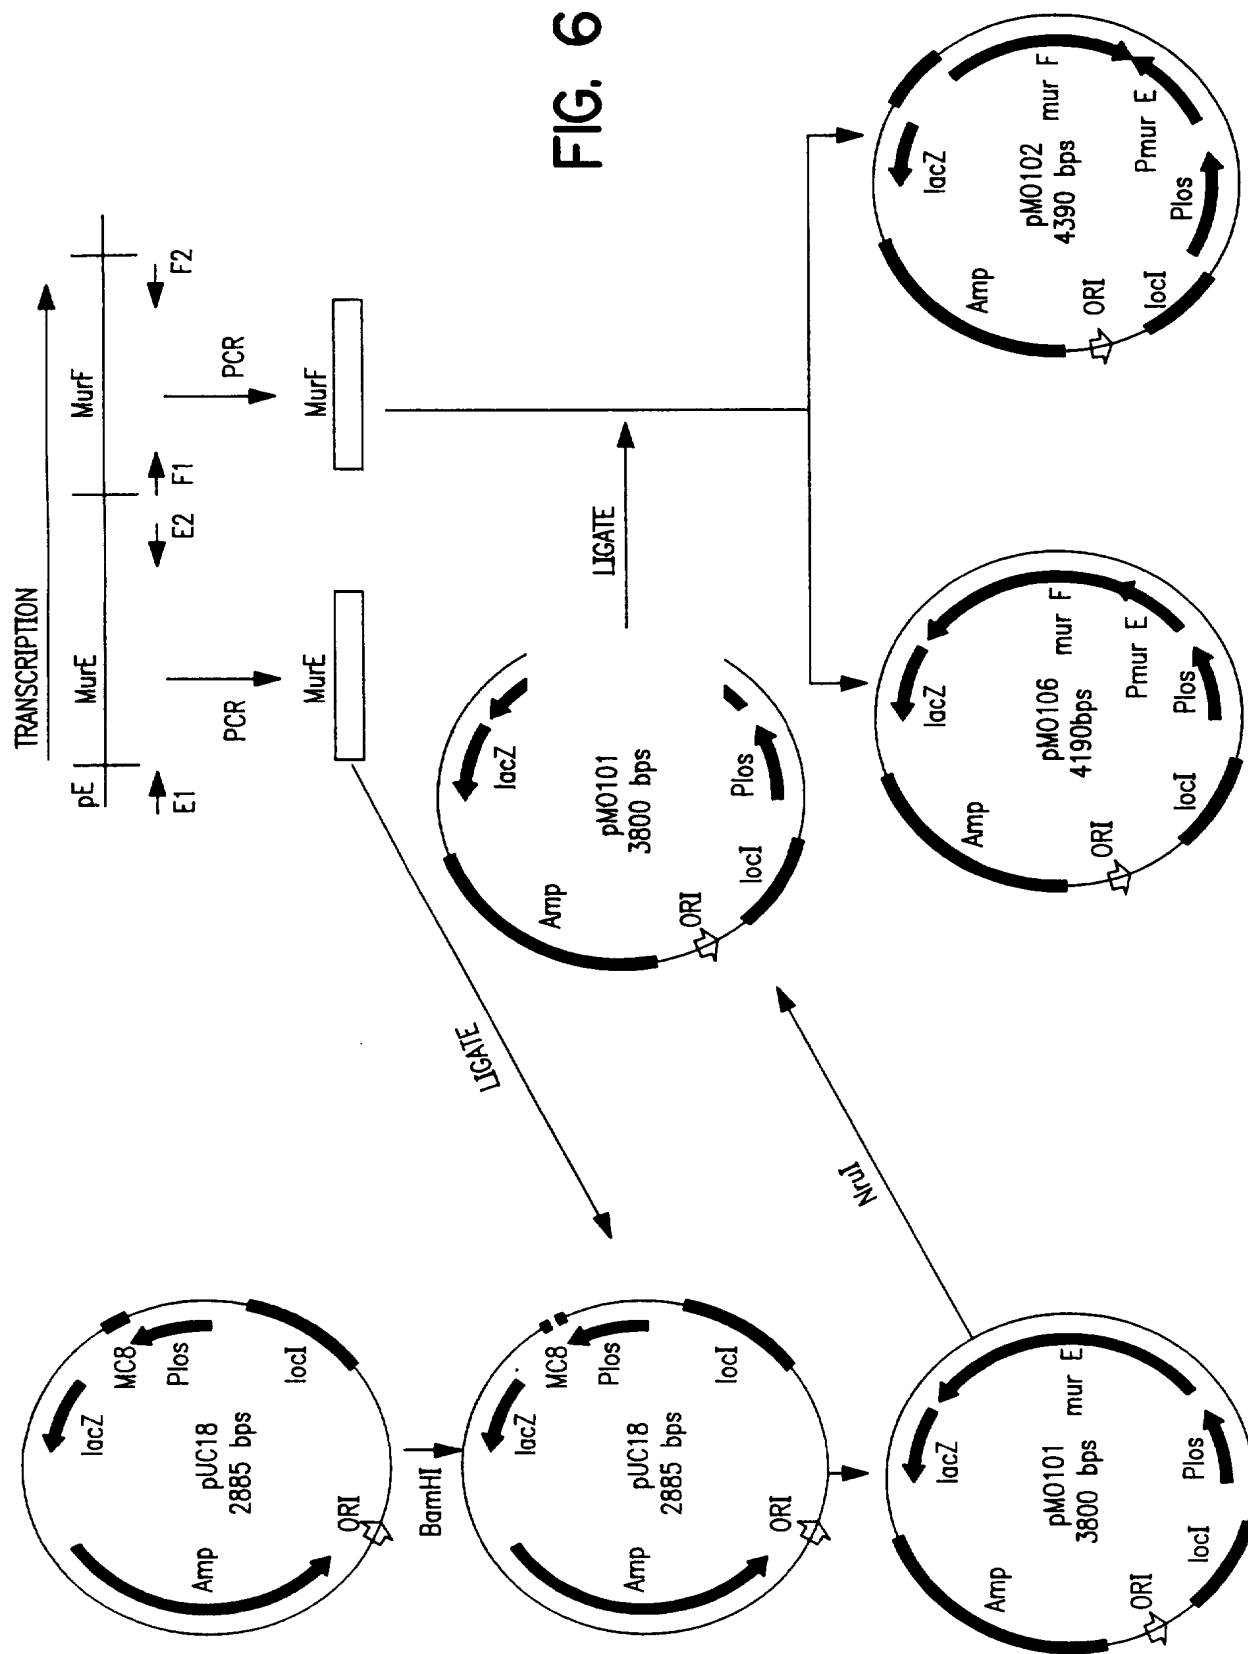 FIG. 6
TRANSCRIPTION
pE
MurE
MurF
E1
E2
F1
F2
PCR
PCR
MurE
MurF
LIGATE
LIGATE
lacZ
MC8
Plos
pUC18
2885 bps
Amp
ORI
locI
BamHI
lacZ
MC8
Plos
pUC18
2885 bps
Amp
ORI
locI
lacZ
mur E
pMO101
3800 bps
Amp
Plos
ORI
locI
NruI
lacZ
pMO101
3800 bps
Amp
Plos
ORI
locI
lacZ
mur F
Pmur E
pMO106
4190bps
Amp
Plos
ORI
locI
lacZ
mur F
Pmur E
pMO102
4390 bps
Amp
Plos
ORI
locI